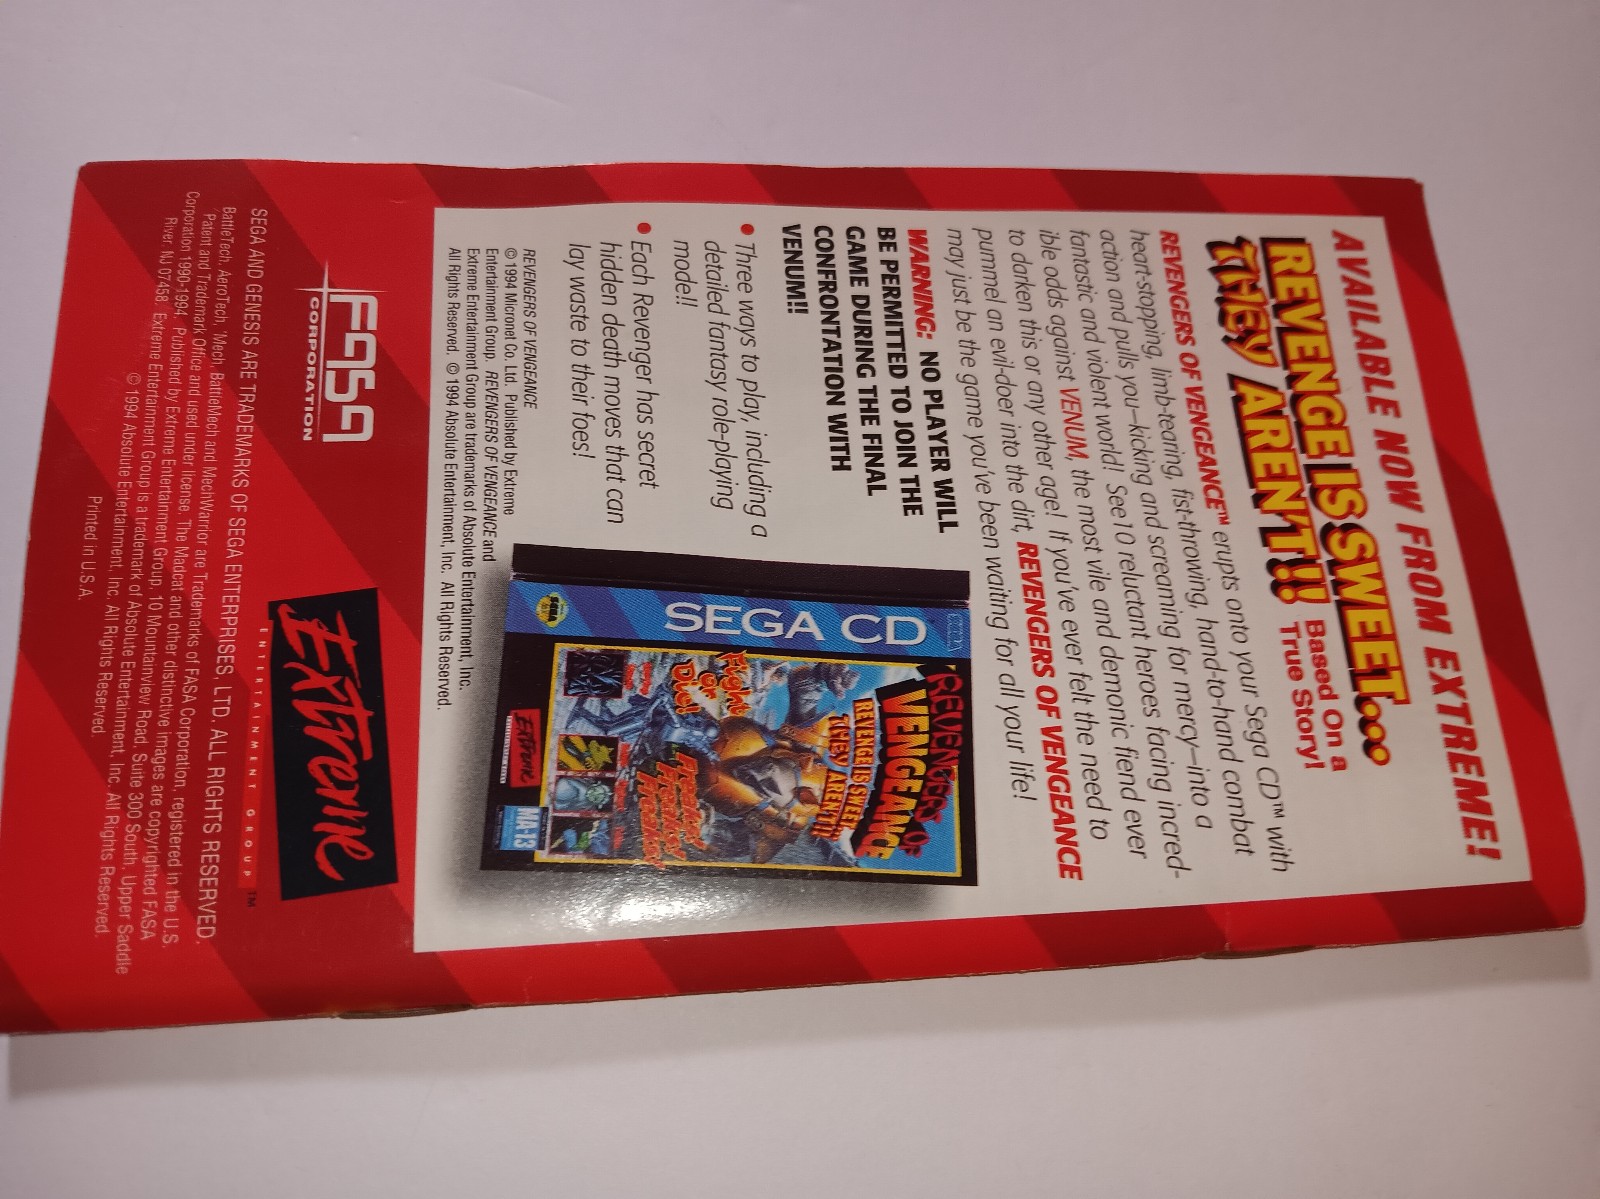 AVAILABLE NOW FROM EXTREME!
REVENGE IS SWEET...
THEY AREN'T!!
Based On a
True Story!
REVENGERS OF VENGEANCE™ erupts onto your Sega CD™ with
heart-stopping, limb-tearing, fist-throwing, hand-to-hand combat
action and pulls you—kicking and screaming for mercy—into a
fantastic and violent world! See 10 reluctant heroes facing incred-
ible odds against VENUM, the most vile and demonic fiend ever
to darken this or any other age! If you've ever felt the need to
pummel an evil-doer into the dirt, REVENGERS OF VENGEANCE
may just be the game you've been waiting for all your life!
WARNING: NO PLAYER WILL
BE PERMITTED TO JOIN THE
GAME DURING THE FINAL
CONFRONTATION WITH
VENUM!!
• Three ways to play, including a
detailed fantasy role-playing
mode!!
• Each Revenger has secret
hidden death moves that can
lay waste to their foes!
SEGA CD
SEGA
REVENGERS OF
VENGEANCE
REVENGE IS SWEET
THEY AREN'T!!
Fight
or
Duel
Extreme
MA-13
REVENGERS OF VENGEANCE
© 1994 Micronet Co. Ltd. Published by Extreme
Entertainment Group. REVENGERS OF VENGEANCE and
Extreme Entertainment Group are trademarks of Absolute Entertainment, Inc.
All Rights Reserved. © 1994 Absolute Entertainment, Inc. All Rights Reserved.
FASA
CORPORATION
Extreme
ENTERTAINMENT GROUP™
SEGA AND GENESIS ARE TRADEMARKS OF SEGA ENTERPRISES, LTD. ALL RIGHTS RESERVED.
BattleTech, AeroTech, 'Mech, BattleMech and MechWarrior are Trademarks of FASA Corporation, registered in the U.S.
Patent and Trademark Office and used under license. The Madcat and other distinctive images are copyrighted FASA
Corporation 1990-1994. Published by Extreme Entertainment Group, 10 Mountainview Road, Suite 300 South, Upper Saddle
River, NJ 07458. Extreme Entertainment Group is a trademark of Absolute Entertainment, Inc. All Rights Reserved.
© 1994 Absolute Entertainment, Inc. All Rights Reserved.
Printed in U.S.A.